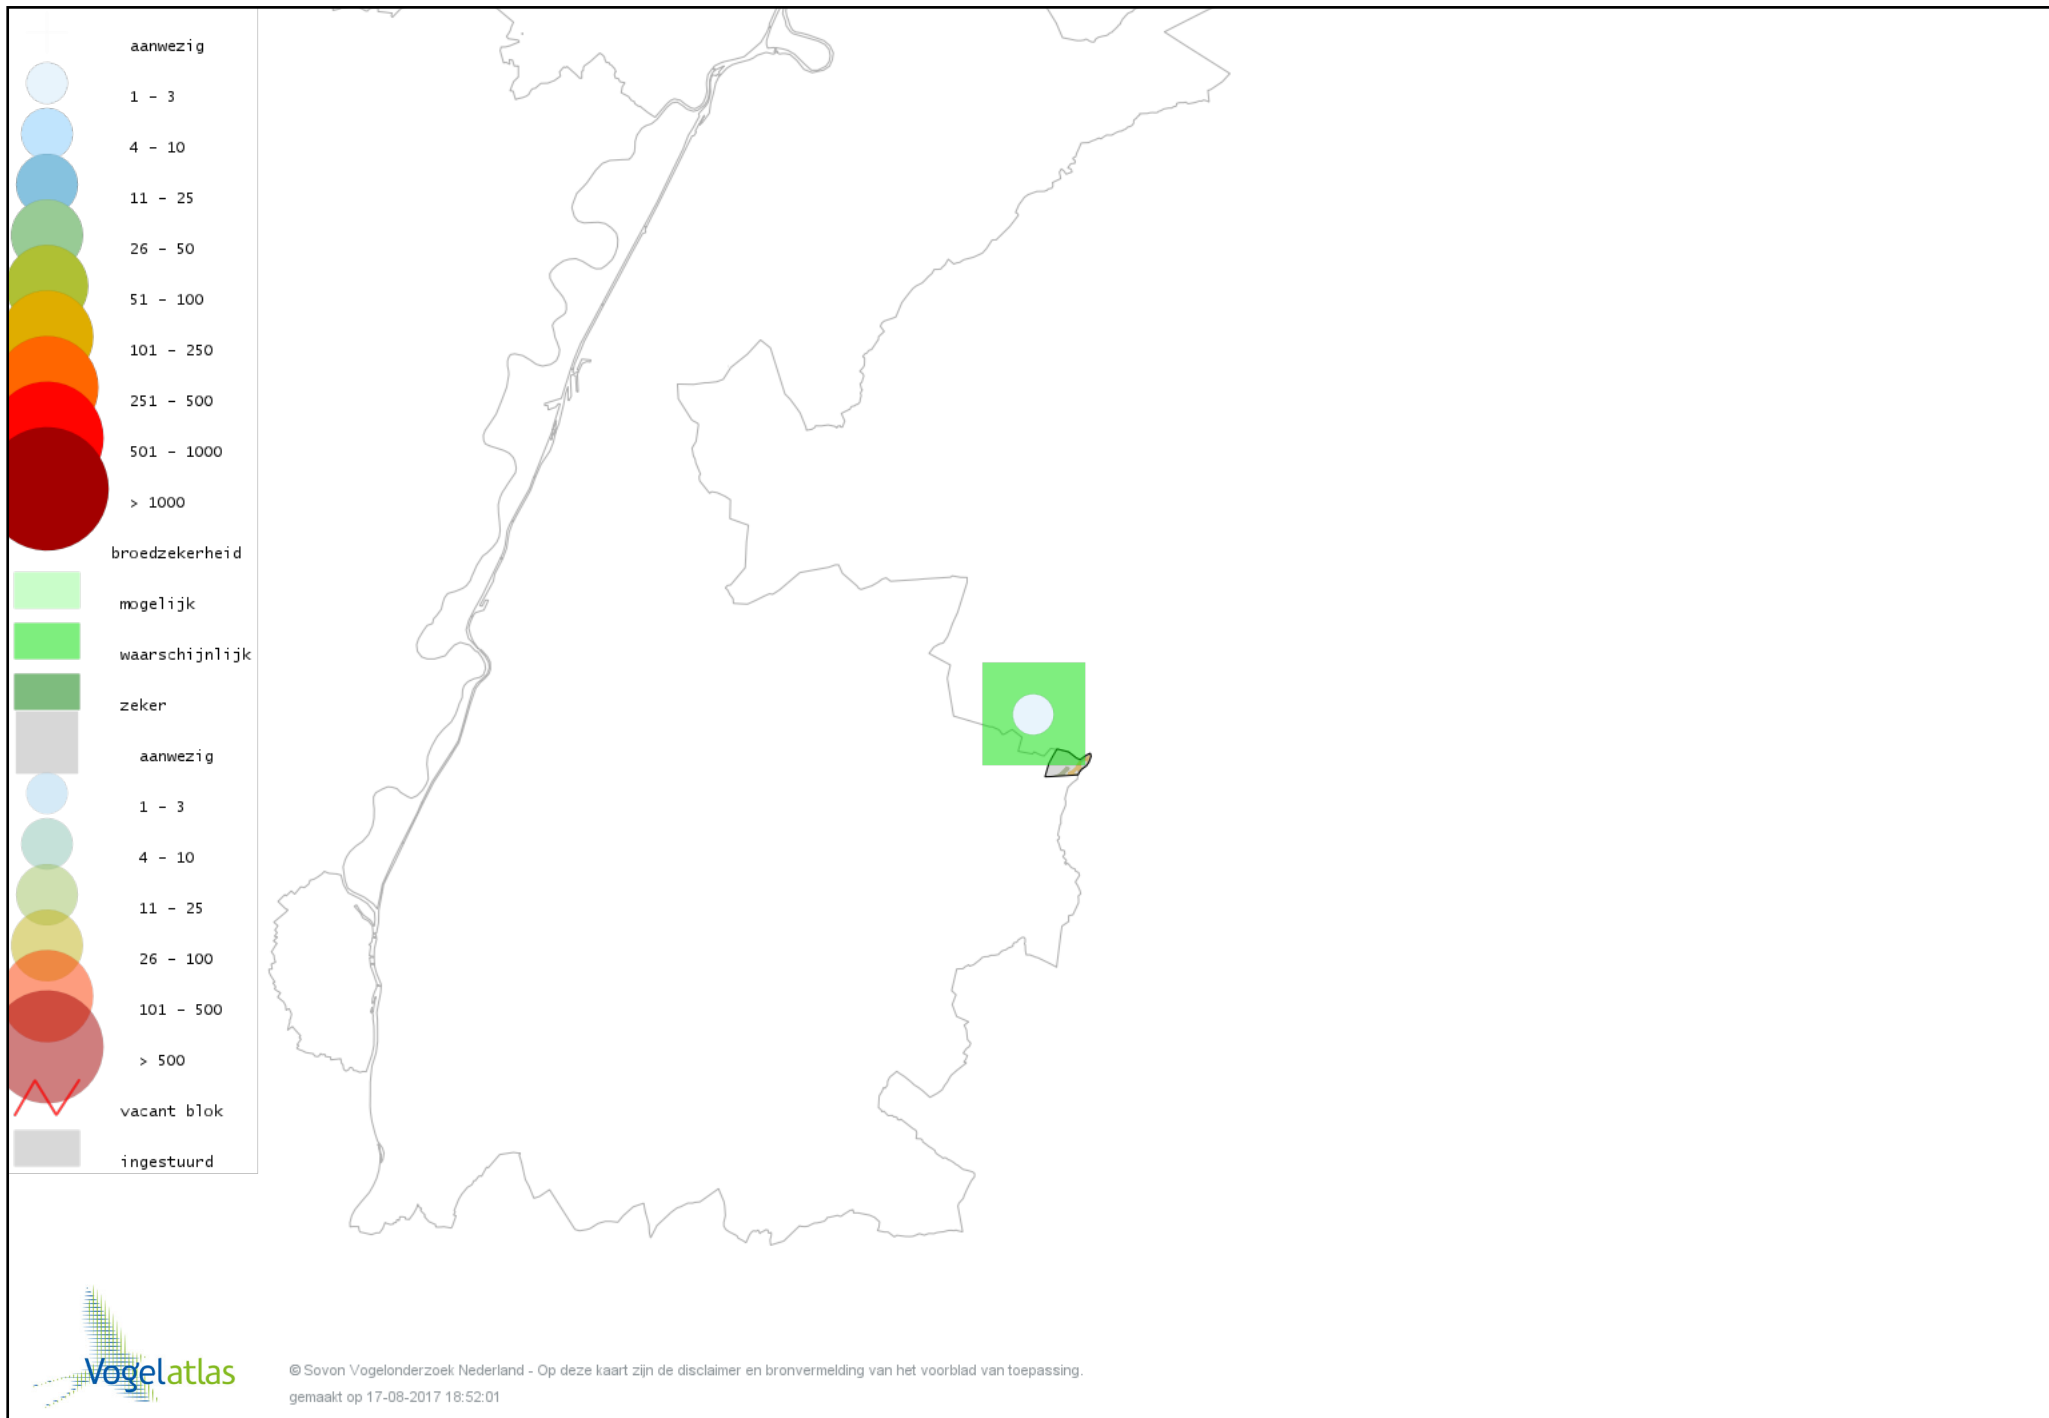 aanwezig
1 - 3
4 - 10
11 - 25
26 - 50
51 - 100
101 - 250
251 - 500
501 - 1000
> 1000
broedzekerheid
mogelijk
waarschijnlijk
zeker
aanwezig
1 - 3
4 - 10
11 - 25
26 - 100
101 - 500
> 500
vacant blok
ingestuurd
Vogelatlas
© Sovon Vogelonderzoek Nederland - Op deze kaart zijn de disclaimer en bronvermelding van het voorblad van toepassing.
gemaakt op 17-08-2017 18:52:01